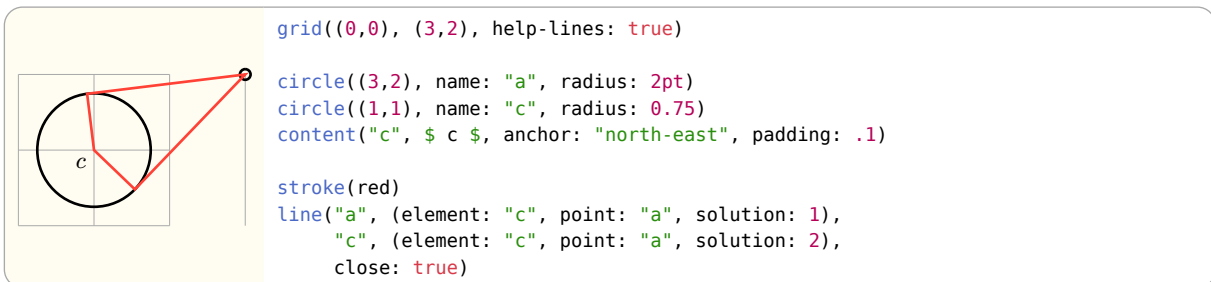 grid((0,0), (3,2), help-lines: true)
circle((3,2), name: "a", radius: 2pt)
circle((1,1), name: "c", radius: 0.75)
content("c", $ c $, anchor: "north-east", padding: .1)
c
stroke(red)
line("a", (element: "c", point: "a", solution: 1),
"c", (element: "c", point: "a", solution: 2),
close: true)